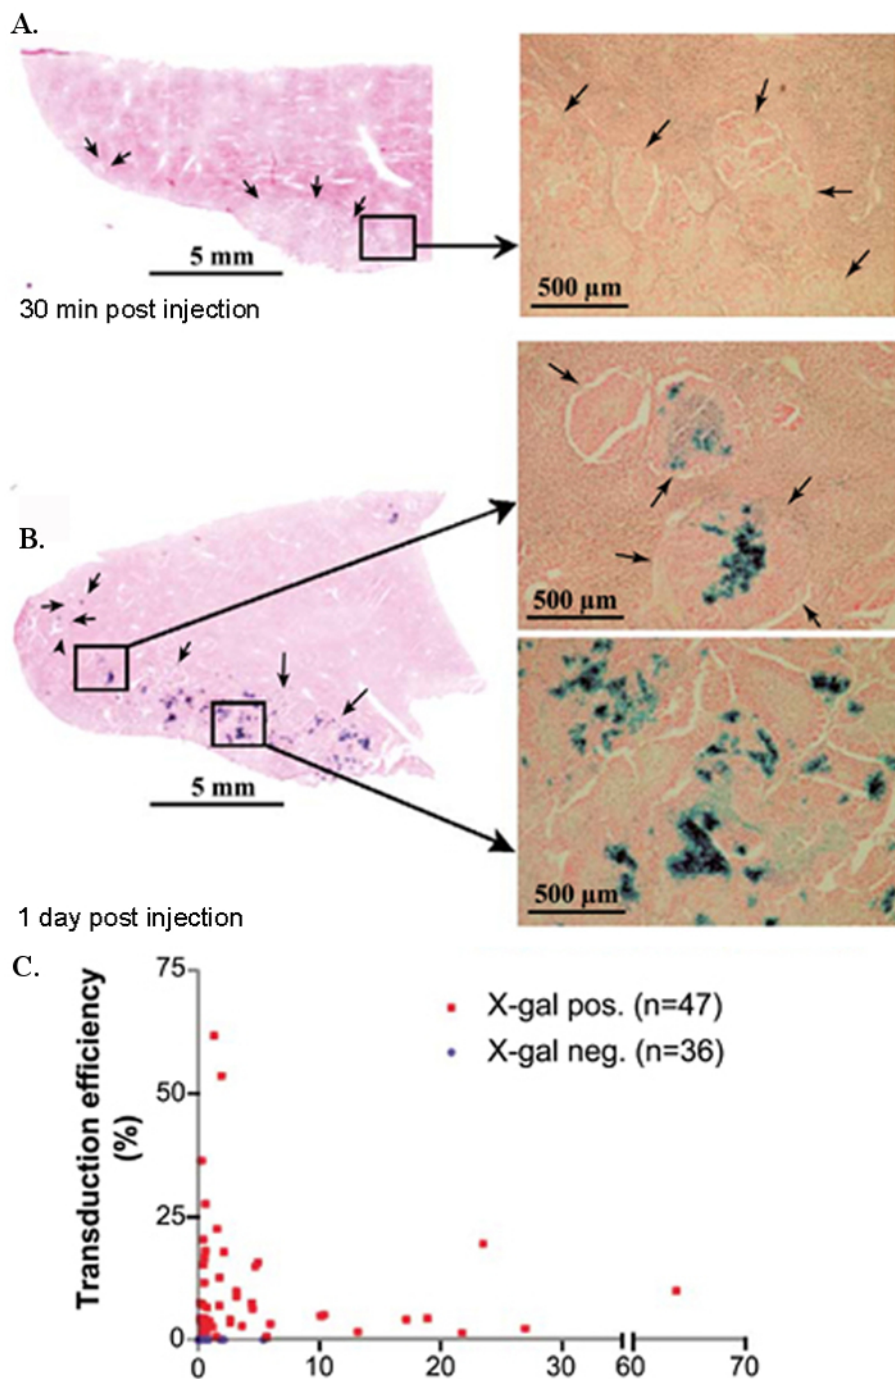 A.
5 mm
500 µm
30 min post injection
B.
500 µm
5 mm
500 µm
1 day post injection
C.
75
50
25
0
Transduction efficiency
(%)
X-gal pos. (n=47)
X-gal neg. (n=36)
0 10 20 30 60 70